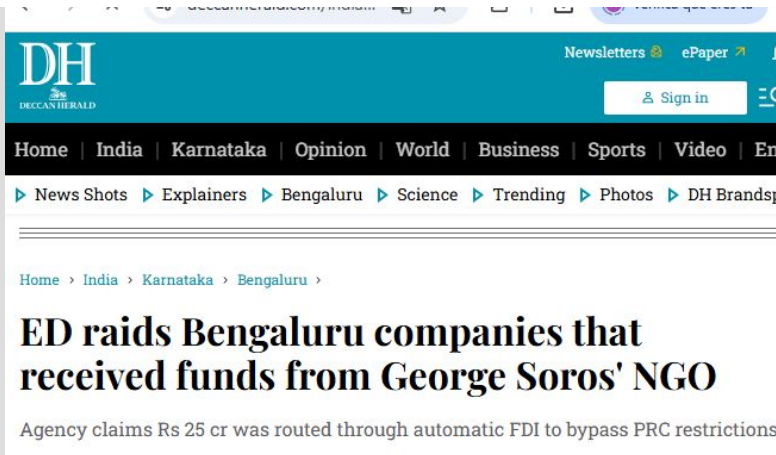 DH
DECCAN HERALD
Newsletters ePaper
Sign in
Home | India | Karnataka | Opinion | World | Business | Sports | Video |
News Shots Explainers Bengaluru Science Trending Photos DH
Home > India > Karnataka > Bengaluru >
ED raids Bengaluru companies that
received funds from George Soros' NGO
Agency claims Rs 25 cr was routed through automatic FDI to bypass PRC restrictions